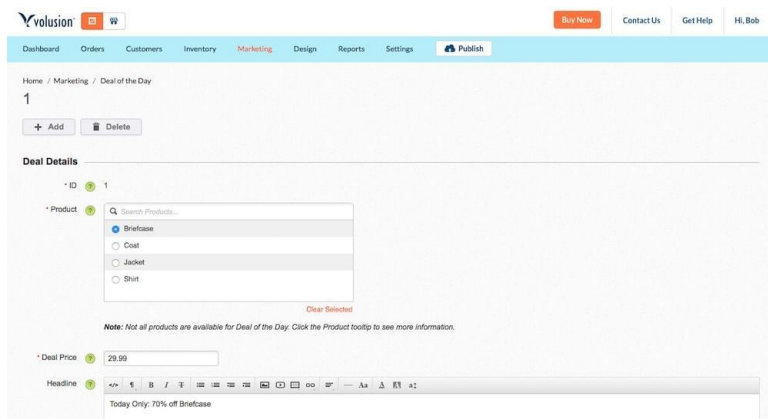 volusion
Buy Now
Contact Us
Get Help
Hi, Bob
Dashboard
Orders
Customers
Inventory
Marketing
Design
Reports
Settings
Publish
Home / Marketing / Deal of the Day
1
+ Add
Delete
Deal Details
* ID ? 1
* Product ?
Search Products...
Briefcase
Coat
Jacket
Shirt
Clear Selected
Note: Not all products are available for Deal of the Day. Click the Product tooltip to see more information.
* Deal Price ? 29.99
Headline ?
</> ¶ B I T Aa A
Today Only: 70% off Briefcase